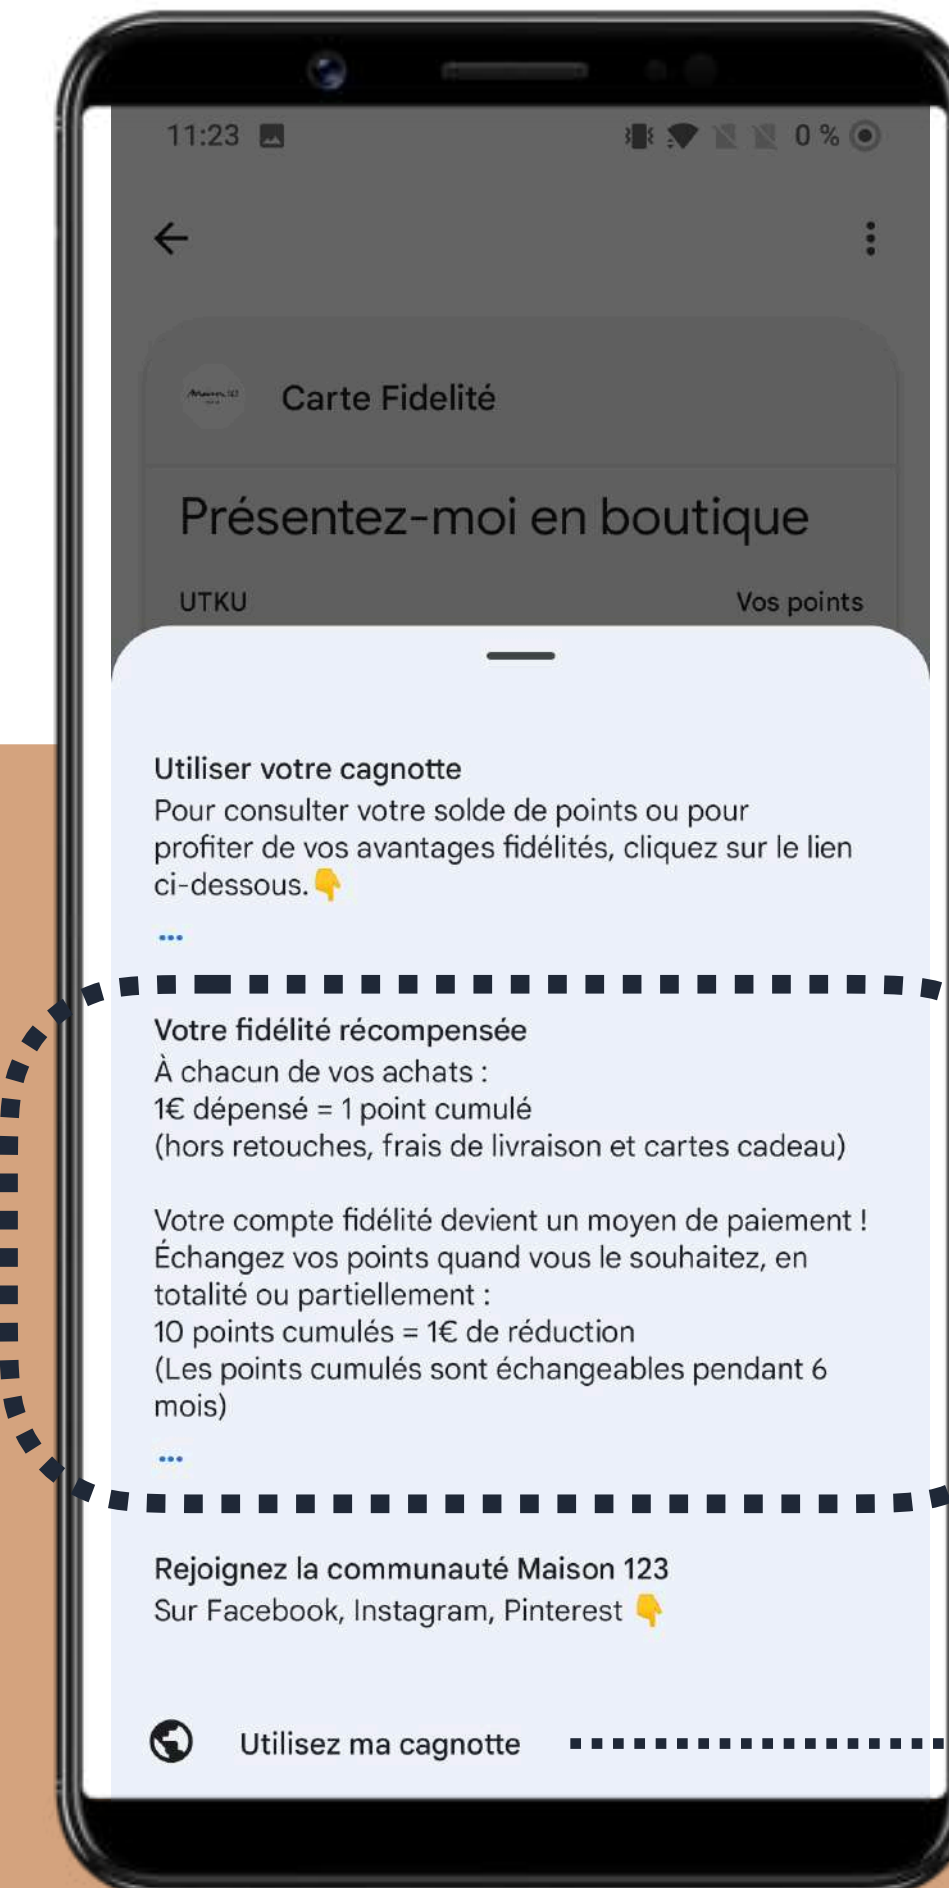 11:23
0 %
Carte Fidelité
Présentez-moi en boutique
UTKU
Vos points
Utiliser votre cagnotte
Pour consulter votre solde de points ou pour
profiter de vos avantages fidélités, cliquez sur le lien
ci-dessous.👇
...
Votre fidélité récompensée
À chacun de vos achats :
1€ dépensé = 1 point cumulé
(hors retouches, frais de livraison et cartes cadeau)
Votre compte fidélité devient un moyen de paiement !
Échangez vos points quand vous le souhaitez, en
totalité ou partiellement :
10 points cumulés = 1€ de réduction
(Les points cumulés sont échangeables pendant 6
mois)
...
Rejoignez la communauté Maison 123
Sur Facebook, Instagram, Pinterest 👇
Utilisez ma cagnotte